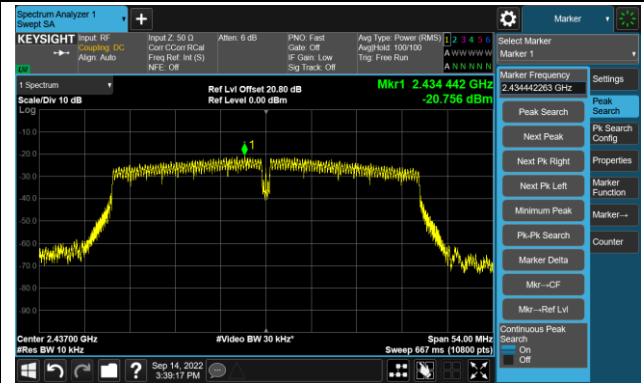 Spectrum Analyzer 1
Swept SA
+
Marker
KEYSIGHT
Input: RF
Coupling: DC
Align: Auto
Input Z: 50 Ω
Corr CCorr RCal
Freq Ref: Int (S)
NFE: Off
Atten: 6 dB
PNO: Fast
Gate: Off
IF Gain: Low
Sig Track: Off
Avg Type: Power (RMS)
Avg|Hold: 100/100
Trig: Free Run
1 2 3 4 5 6
A W W W W W
A N N N N N
Select Marker
Marker 1
1 Spectrum
Scale/Div 10 dB
Log
Ref Lvl Offset 20.80 dB
Ref Level 0.00 dBm
Mkr1 2.434 442 GHz
-20.756 dBm
Marker Frequency
2.434442263 GHz
Settings
Peak Search
Next Peak
Next Pk Right
Next Pk Left
Minimum Peak
Pk-Pk Search
Marker Delta
Mkr→CF
Mkr→Ref Lvl
Continuous Peak
Search
On
Off
Peak
Search
Pk Search
Config
Properties
Marker
Function
Marker→
Counter
1
-10.0
-20.0
-30.0
-40.0
-50.0
-60.0
-70.0
-80.0
-90.0
Center 2.43700 GHz
#Res BW 10 kHz
#Video BW 30 kHz*
Span 54.00 MHz
Sweep 667 ms (10800 pts)
?
Sep 14, 2022
3:39:17 PM